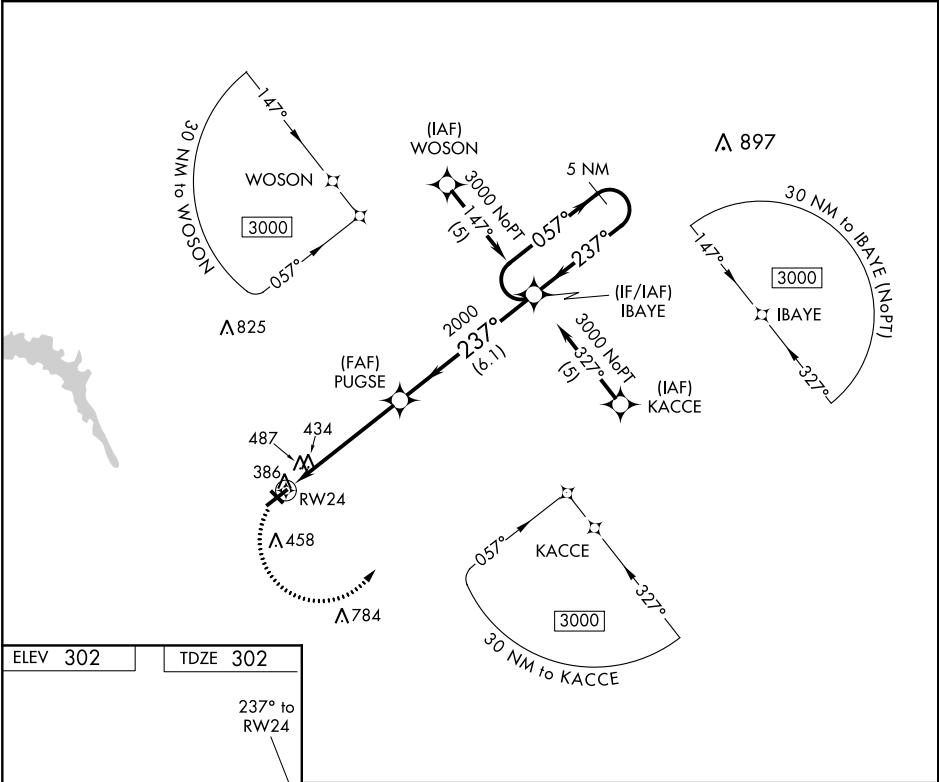 147°
30 NM to WOSON
WOSON
3000
057°
(IAF)
WOSON
3000 NoPT
147°
(5)
5 NM
057°
237°
897
30 NM to IBAYE (NoPT)
147°
3000
IBAYE
327°
(IF/IAF)
IBAYE
825
2000
237°
(6.1)
3000 NoPT
327°
(5)
(IAF)
KACCE
(FAF)
PUGSE
487
434
386
RW24
458
784
057°
KACCE
327°
3000
30 NM to KACCE
ELEV 302
TDZE 302
237° to
RW24